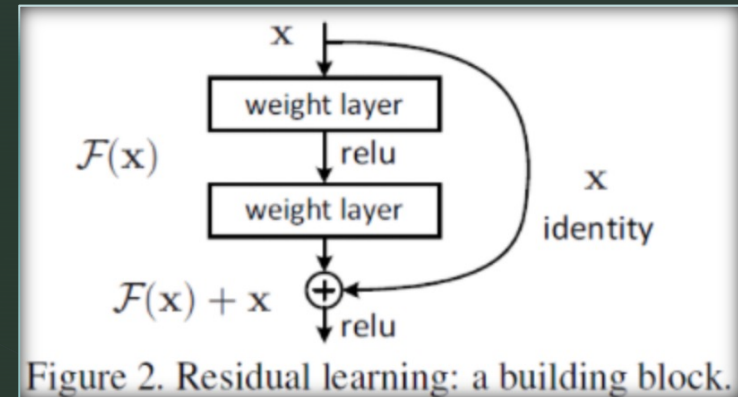 x
weight layer
F(x)
relu
x
weight layer
identity
F(x) + x
relu
Figure 2. Residual learning: a building block.